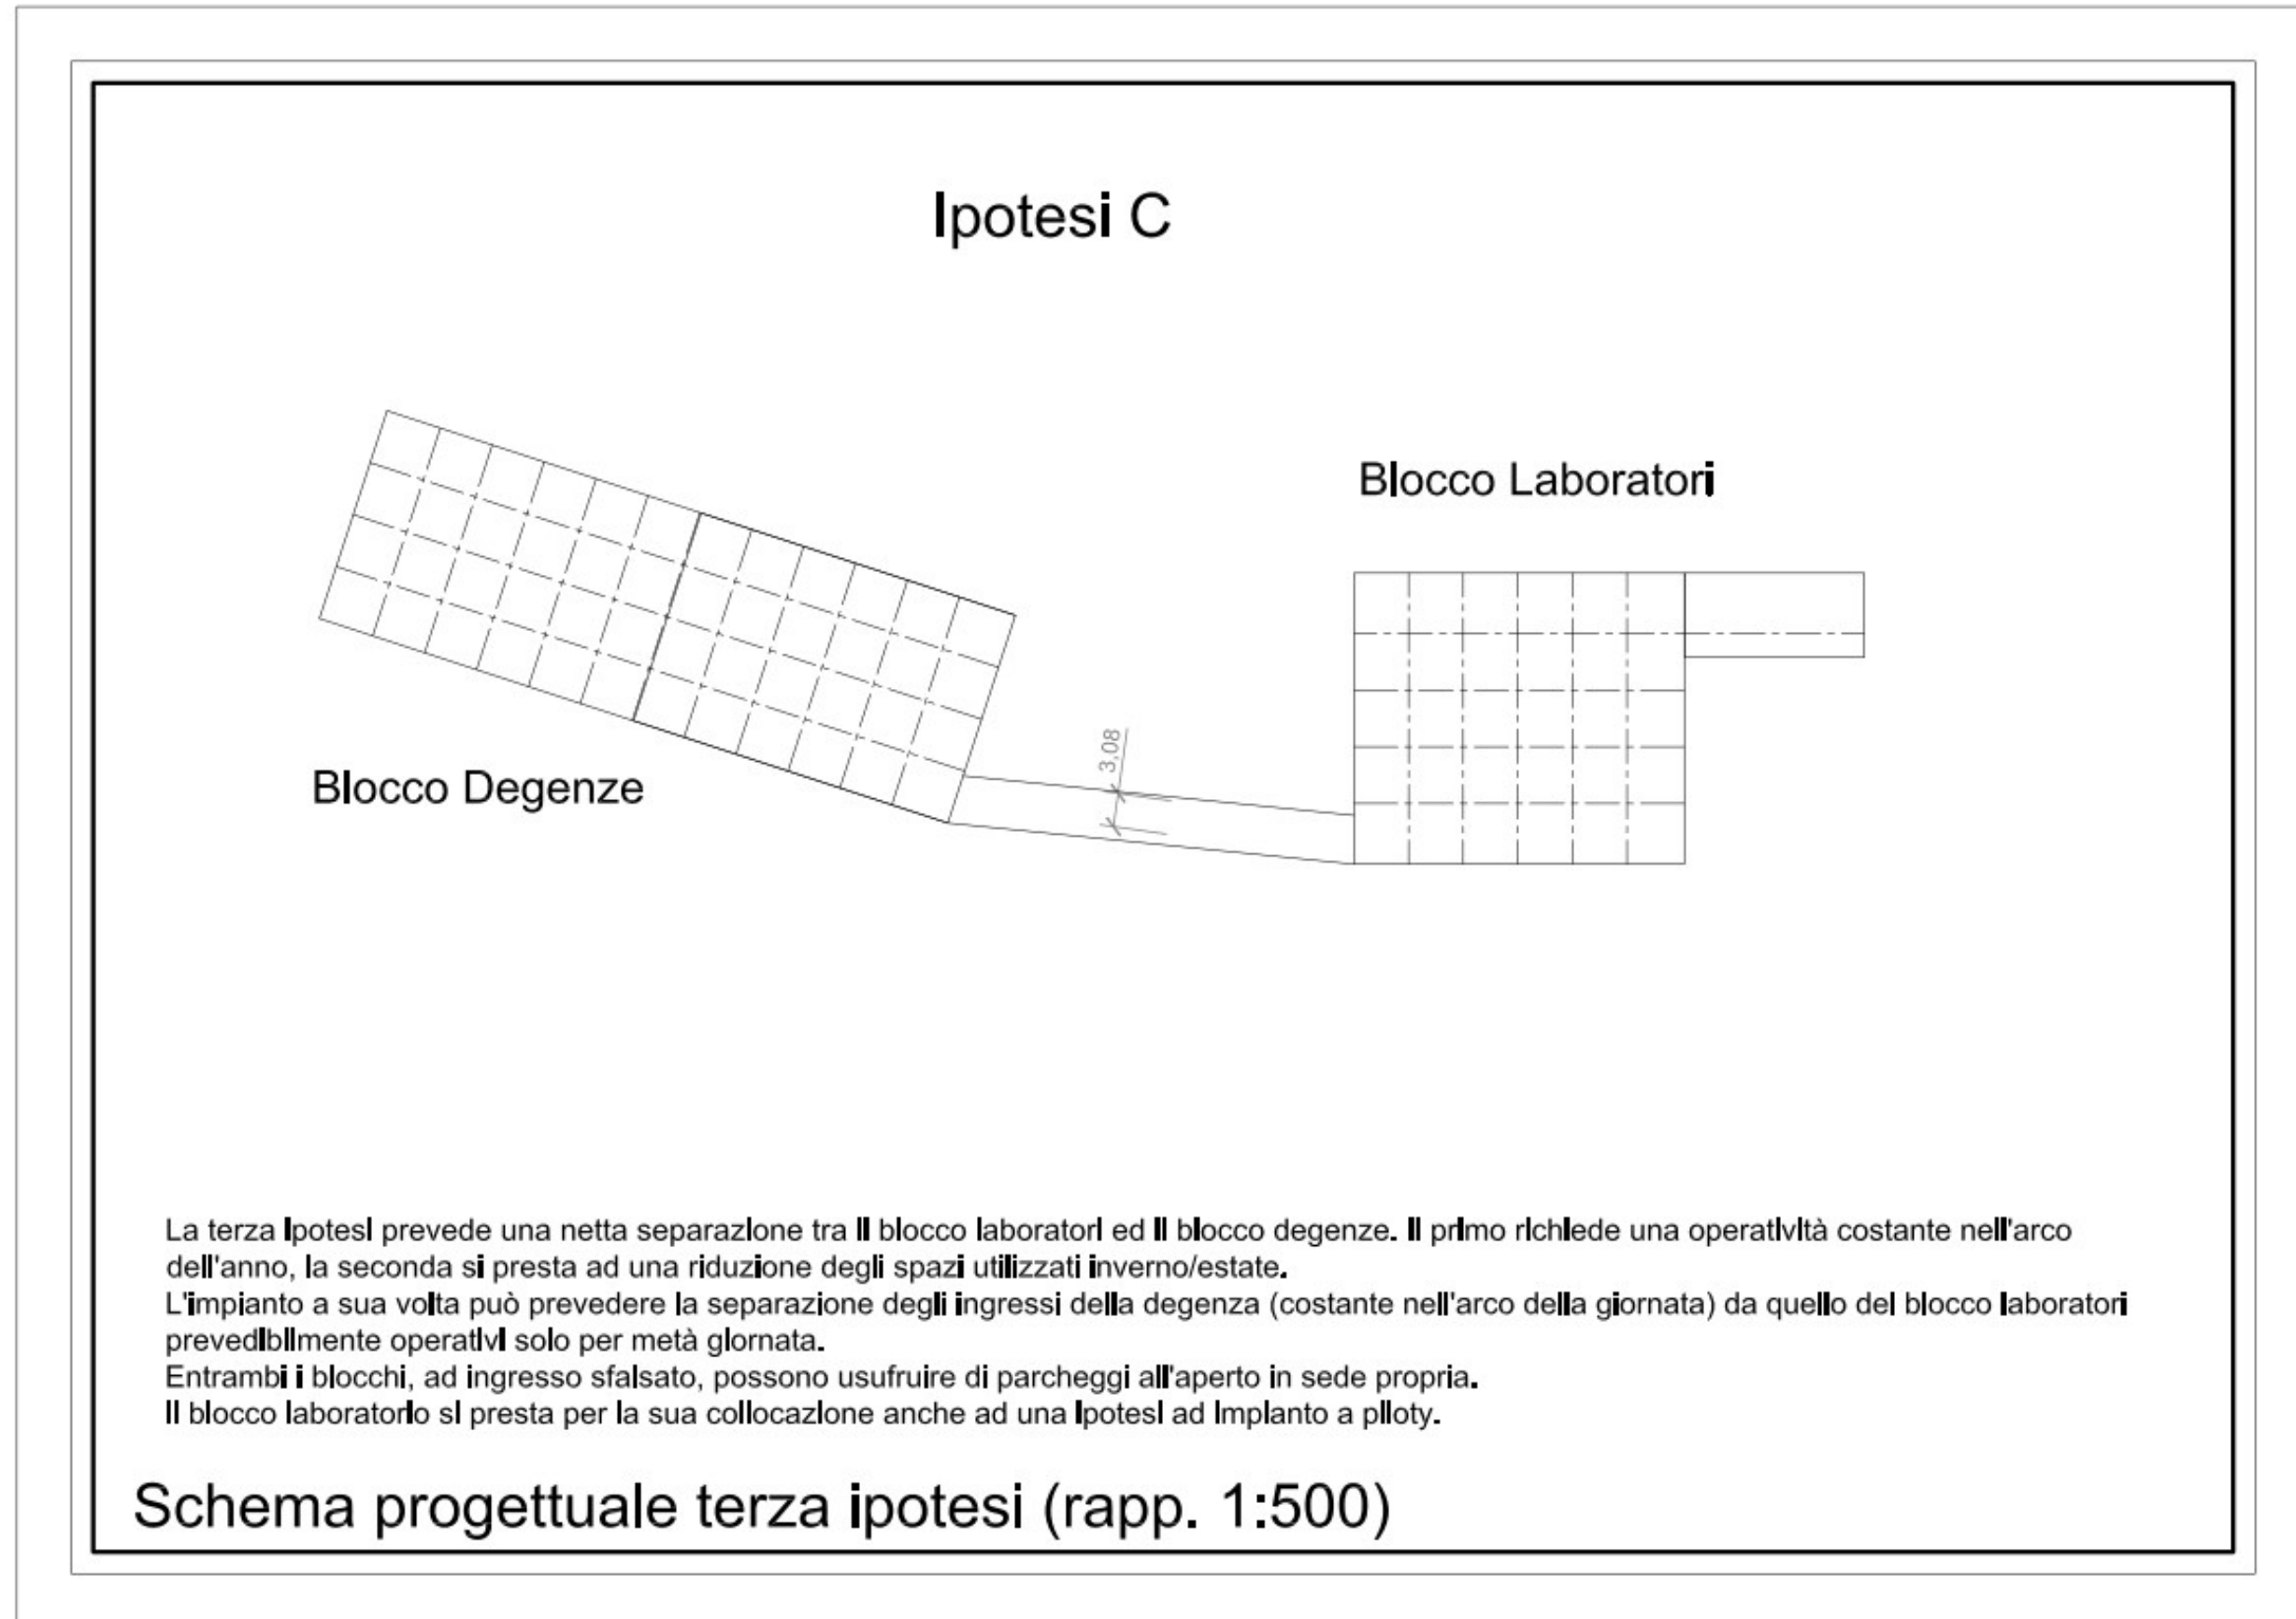 Ipotesi C
Blocco Laboratori
3,08
Blocco Degenze
La terza ipotesi prevede una netta separazione tra il blocco laboratori ed il blocco degenze. Il primo richiede una operatività costante nell'arco
dell'anno, la seconda si presta ad una riduzione degli spazi utilizzati inverno/estate.
L'impianto a sua volta può prevedere la separazione degli ingressi della degenza (costante nell'arco della giornata) da quello del blocco laboratori
prevedibilmente operativi solo per metà giornata.
Entrambi i blocchi, ad ingresso sfalsato, possono usufruire di parcheggi all'aperto in sede propria.
Il blocco laboratorio si presta per la sua collocazione anche ad una ipotesi ad impianto a piloty.
Schema progettuale terza ipotesi (rapp. 1:500)